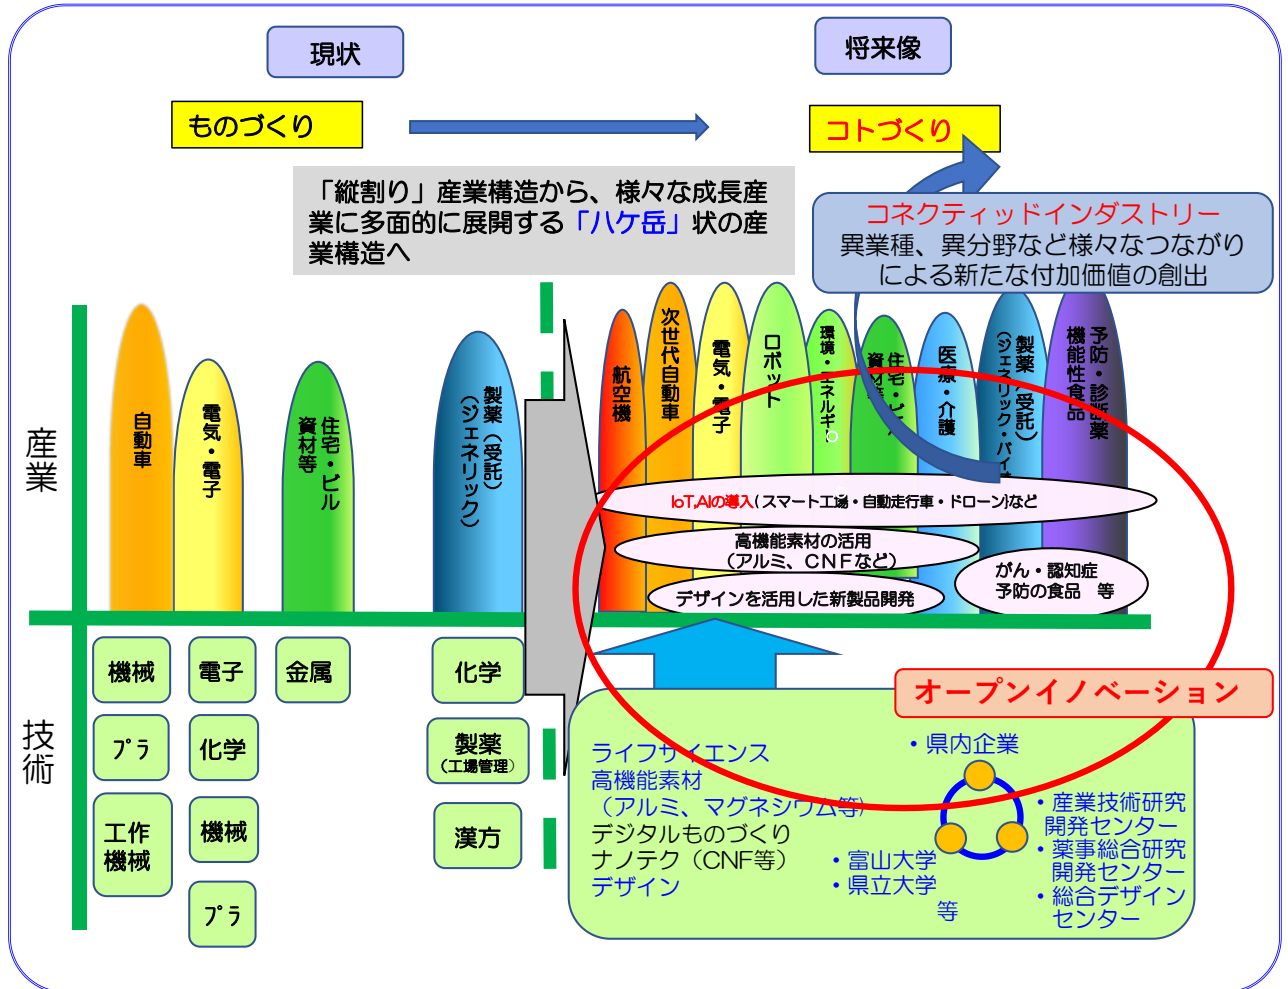 現状
将来像
ものづくり
コトづくり
「縦割り」産業構造から、様々な成長産
業に多面的に展開する「八ケ岳」状の産
業構造へ
コネクティッドインダストリー
異業種、異分野など様々なつながり
による新たな付加価値の創出
産業
自動車
電気・電子
住宅・ビル
資材等
製薬（受託）
（ジェネリック）
航空機
次世代自動車
電気・電子
ロボット
環境・エネルギー
住宅・ビル
資材等
医療・介護
製薬（受託）
（ジェネリック・バイオ
予防・診断薬
機能性食品
IoT,AIの導入( スマート工場・自動走行車・ドローン)など
高機能素材の活用
（アルミ、ＣＮＦなど）
デザインを活用した新製品開発
がん・認知症
予防の食品　等
技術
機械
プラ
工作
機械
電子
化学
機械
プラ
金属
化学
製薬
（工場管理）
漢方
オープンイノベーション
ライフサイエンス
高機能素材
（アルミ、マグネシウム等）
デジタルものづくり
ナノテク（CNF等）
デザイン
・県内企業
・富山大学
・県立大学
等
・産業技術研究
開発センター
・薬事総合研究
開発センター
・総合デザイン
センター